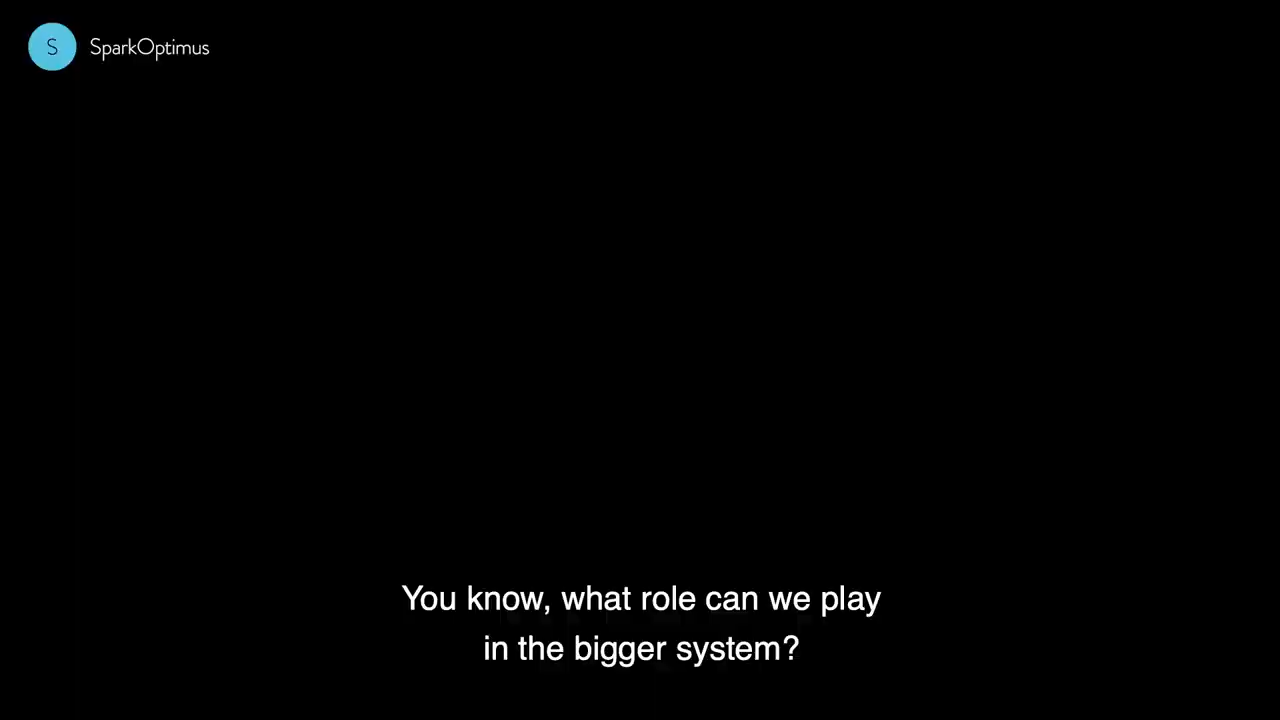 S
SparkOptimus
You know, what role can we play
in the bigger system?